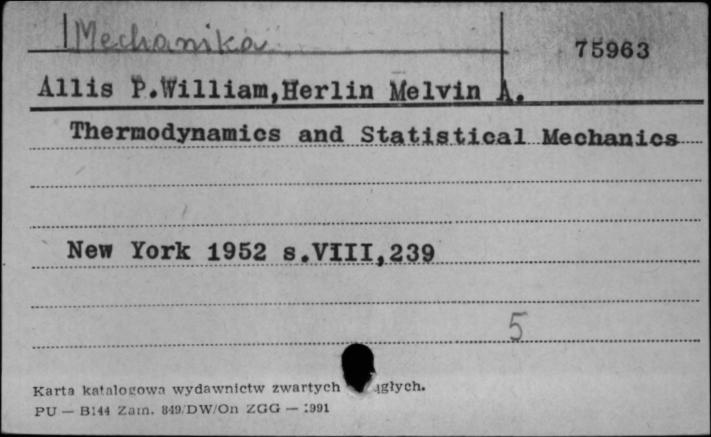 Mechanika
75963
Allis P.William,Herlin Melvin A.
Thermodynamics and Statistical Mechanics
New York 1952 s.VIII,239
5
Karta katalogowa wydawnictw zwartych
PU — B144 Zam. 849/DW/On ZGG — 1991